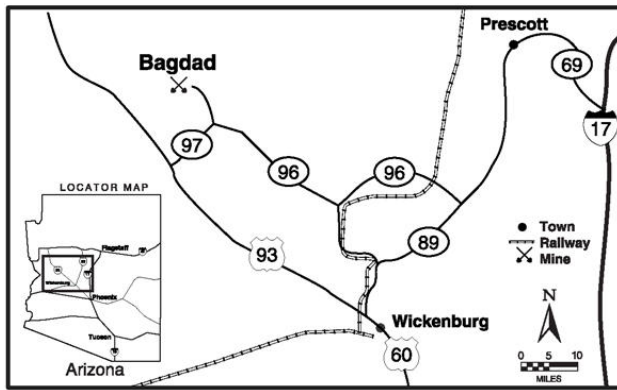 Prescott
Bagdad
69
17
97
96
96
LOCATOR MAP
89
Town
Railway
Mine
93
Flagstaff
Wickenburg
Phoenix
Tucson
Arizona
Wickenburg
60
N
0 5 10
MILES